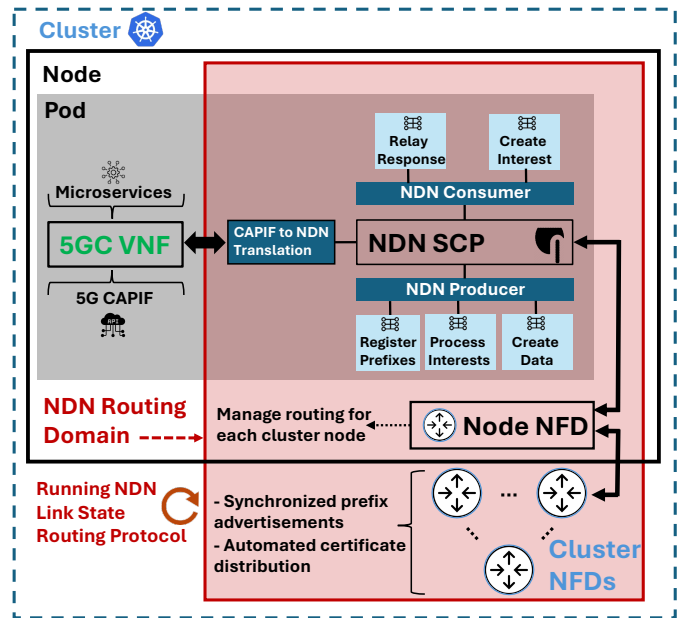 Cluster
Node
Pod
Relay
Response
Create
Interest
Microservices
NDN Consumer
5GC VNF
CAPIF to NDN
Translation
NDN SCP
5G CAPIF
API
NDN Producer
Register
Prefixes
Process
Interests
Create
Data
NDN Routing
Domain
Manage routing for
each cluster node
Node NFD
Running NDN
Link State
Routing Protocol
- Synchronized prefix
advertisements
- Automated certificate
distribution
...
...
...
Cluster
NFDs